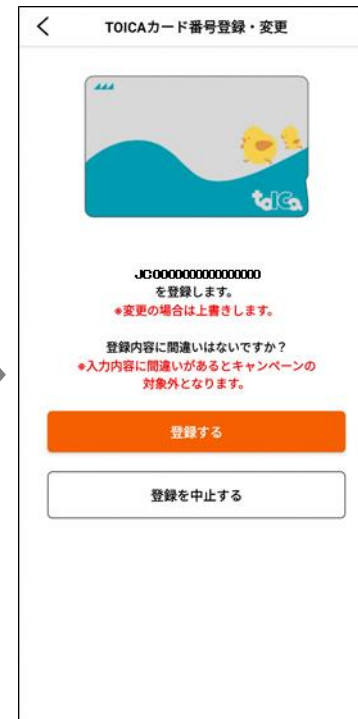 TOICAカード番号登録・変更
toica
JC000000000000000
を登録します。
※変更の場合は上書きします。
登録内容に間違いはないですか？
※入力内容に間違いがあるとキャンペーンの
対象外となります。
登録する
登録を中止する